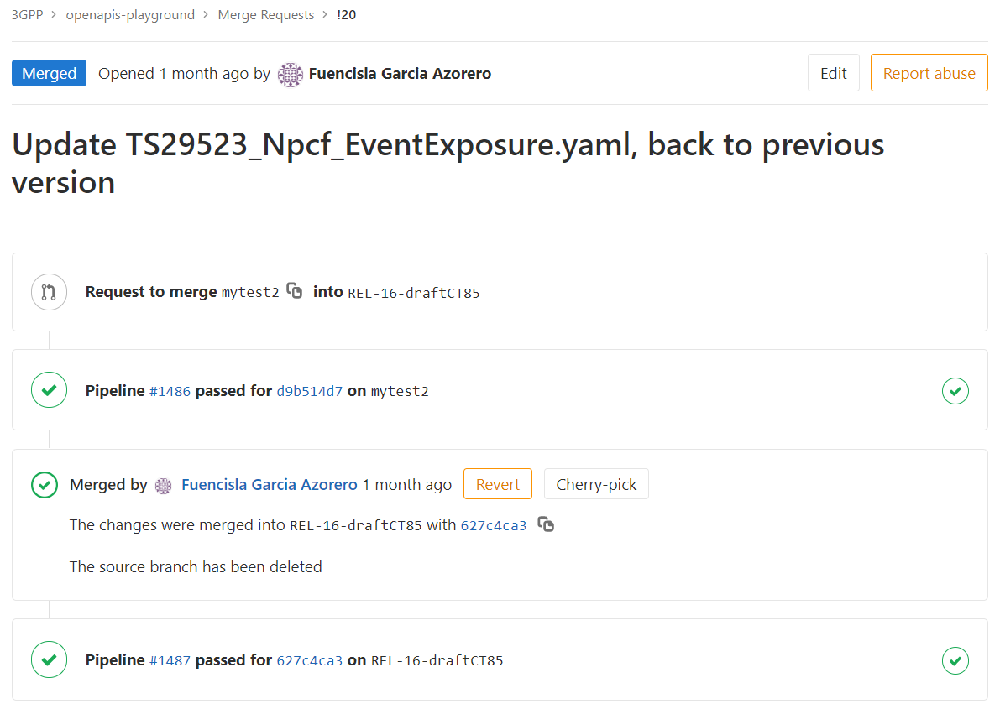 3GPP > openapis-playground > Merge Requests > !20
Merged Opened 1 month ago by Fuencisla Garcia Azorero Edit Report abuse
Update TS29523_Npcf_EventExposure.yaml, back to previous
version
Request to merge mytest2 into REL-16-draftCT85
Pipeline #1486 passed for d9b514d7 on mytest2
Merged by Fuencisla Garcia Azorero 1 month ago Revert Cherry-pick
The changes were merged into REL-16-draftCT85 with 627c4ca3
The source branch has been deleted
Pipeline #1487 passed for 627c4ca3 on REL-16-draftCT85